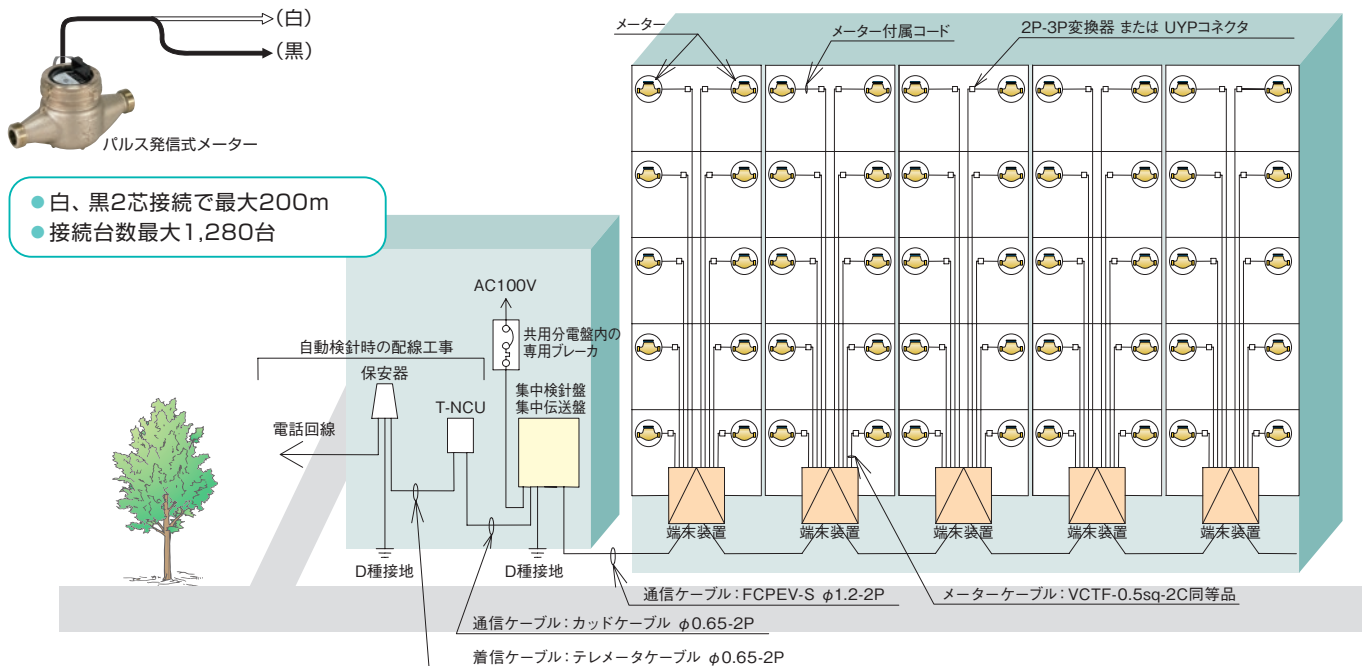 (白)
(黒)
パルス発信式メーター
●白、黒2芯接続で最大200m
●接続台数最大1,280台
メーター
メーター付属コード
2P-3P変換器 または UYPコネクタ
AC100V
共用分電盤内の
専用ブレーカ
自動検針時の配線工事
保安器
T-NCU
集中検針盤
集中伝送盤
電話回線
D種接地
D種接地
端末装置
端末装置
端末装置
端末装置
端末装置
通信ケーブル:FCPEV-S φ1.2-2P
メーターケーブル:VCTF-0.5sq-2C同等品
通信ケーブル:カッドケーブル φ0.65-2P
着信ケーブル:テレメータケーブル φ0.65-2P